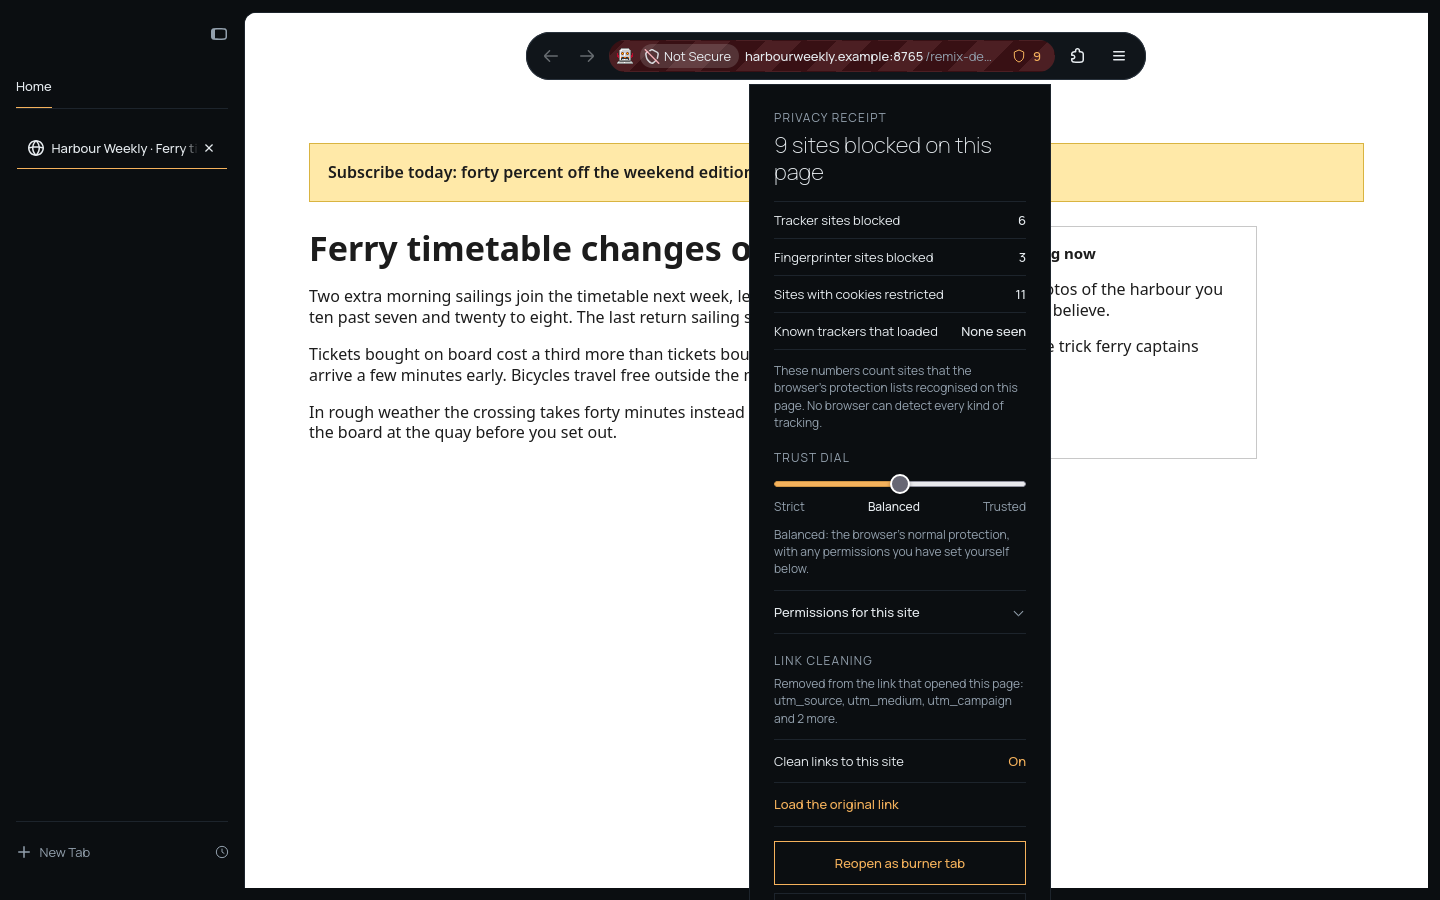 Home
Harbour Weekly · Ferry
New Tab
Not Secure harbourweekly.example:8765/remix-de... 9
Subscribe today: forty percent off the weekend edition
Ferry timetable changes
Two extra morning sailings join the timetable next week,
ten past seven and twenty to eight. The last return sailing
Tickets bought on board cost a third more than tickets
arrive a few minutes early. Bicycles travel free outside the
In rough weather the crossing takes forty minutes instead
the board at the quay before you set out.
PRIVACY RECEIPT
9 sites blocked on this
page
Tracker sites blocked 6
Fingerprinter sites blocked 3
Sites with cookies restricted 11
Known trackers that loaded None seen
These numbers count sites that the
browser's protection lists recognised on this
page. No browser can detect every kind of
tracking.
TRUST DIAL
Strict Balanced Trusted
Balanced: the browser's normal protection,
with any permissions you have set yourself
below.
Permissions for this site
LINK CLEANING
Removed from the link that opened this page:
utm_source, utm_medium, utm_campaign
and 2 more.
Clean links to this site On
Load the original link
Reopen as burner tab
now
of the harbour you
believe.
trick ferry captains